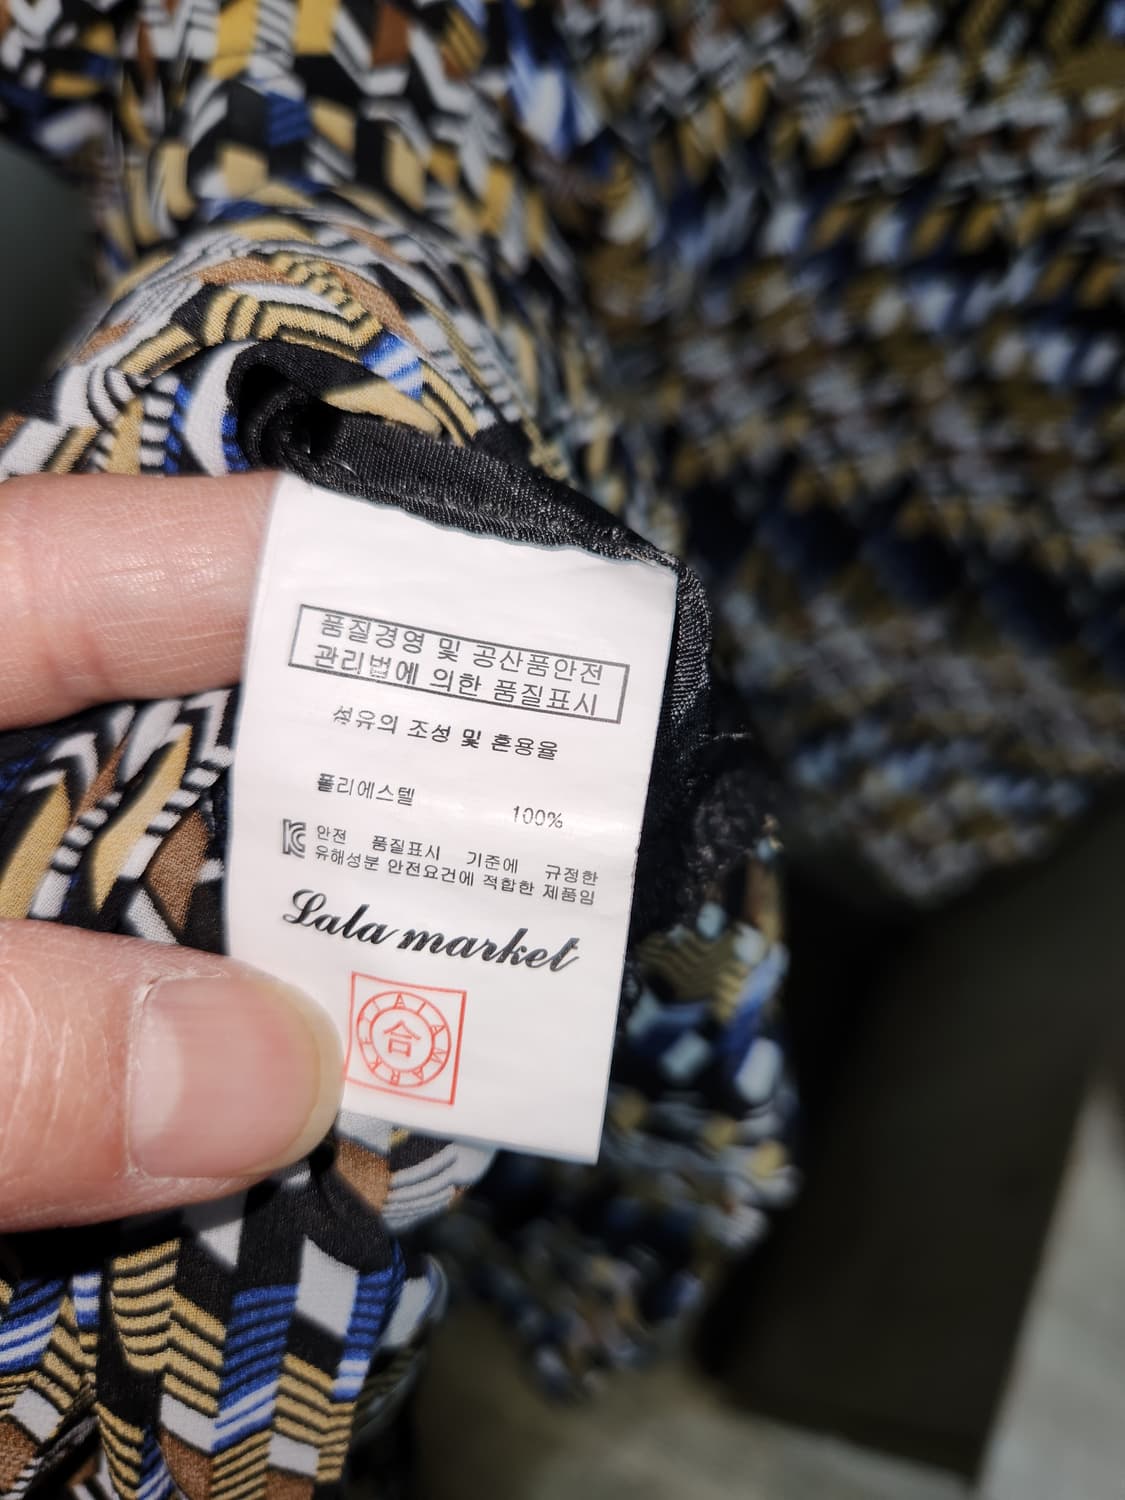 품질경영 및 공산품안전
관리법에 의한 품질표시
섬유의 조성 및 혼용율
폴리에스텔 100%
안전 품질표시 기준에 규정한
유해성분 안전요건에 적합한 제품임
Lala market
LALA MARKET
合